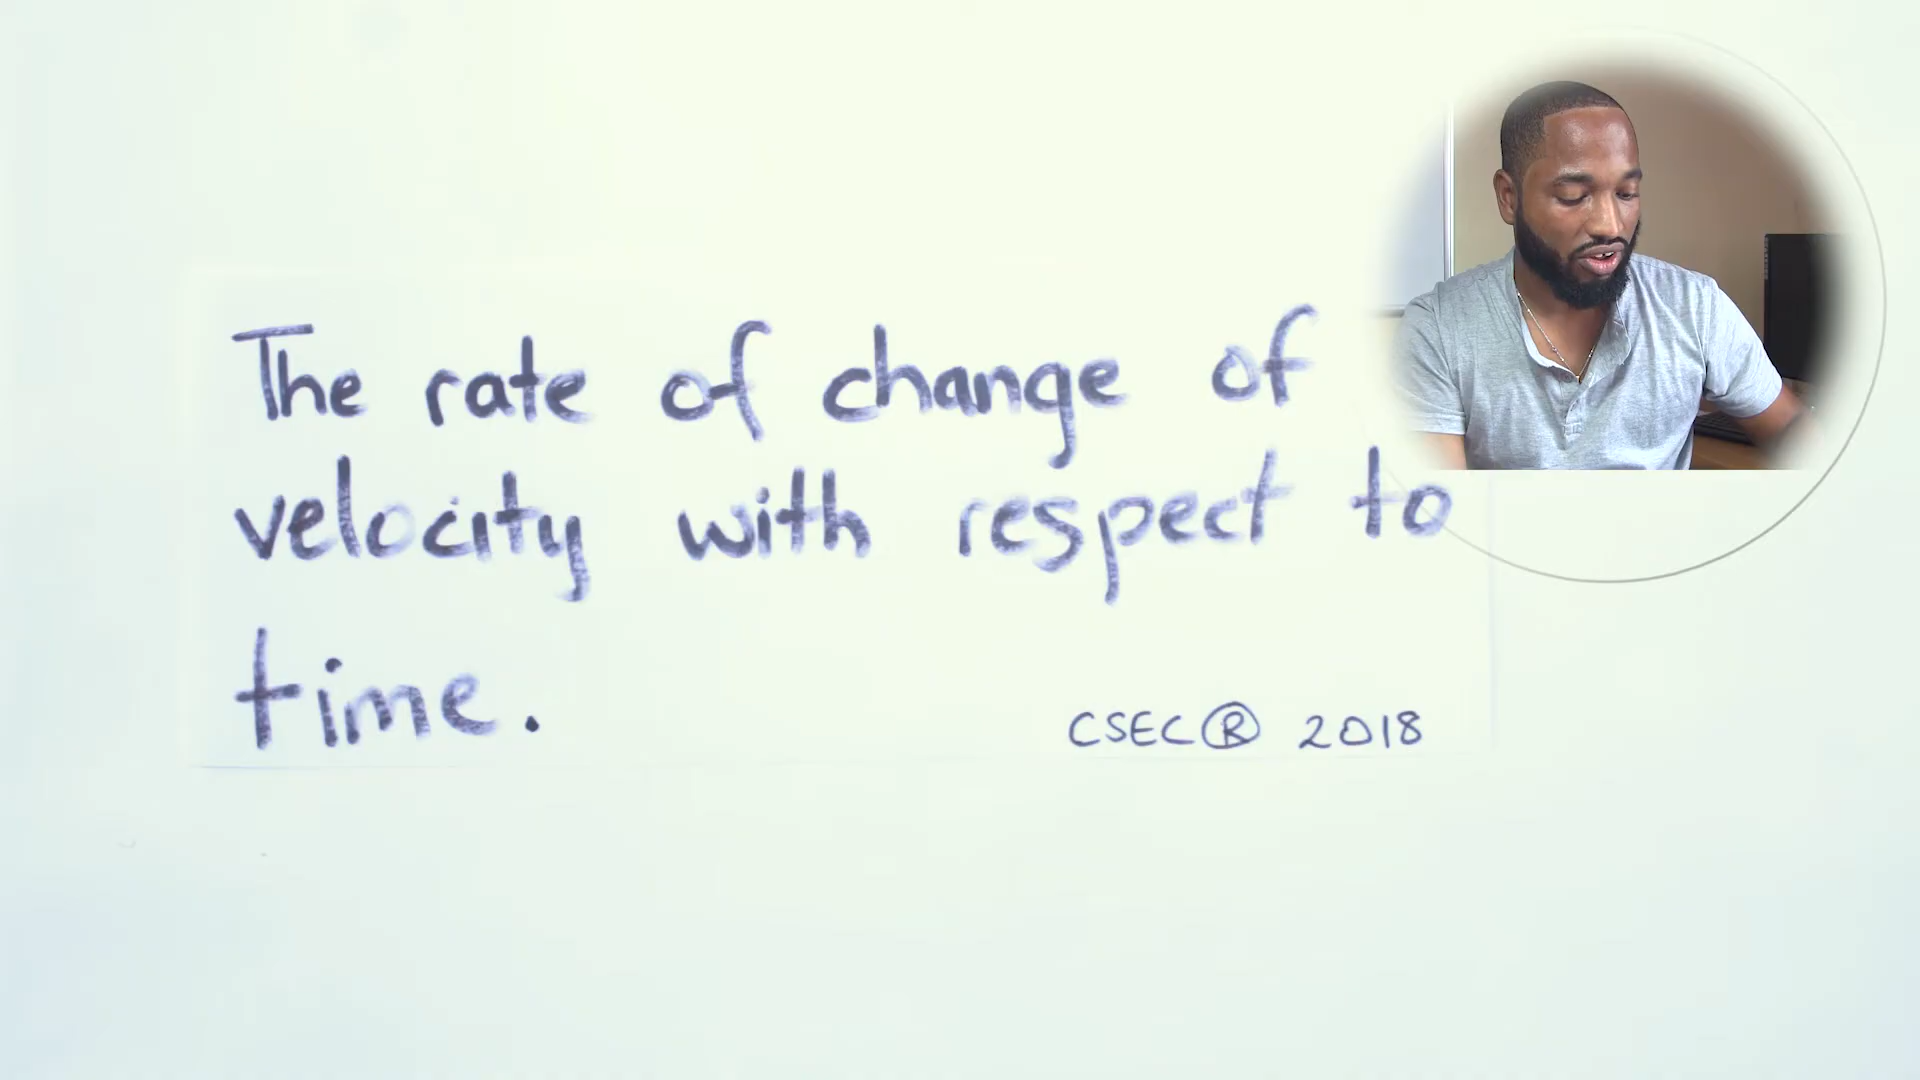 The rate of change of
velocity with respect to
time.
CSEC® 2018